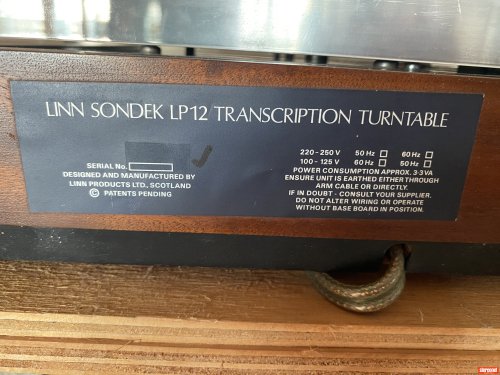 LINN SONDEK LP12 TRANSCRIPTION TURNTABLE
SERIAL No.
DESIGNED AND MANUFACTURED BY
LINN PRODUCTS LTD., SCOTLAND
© PATENTS PENDING
220 - 250 V 50 Hz 60 Hz
100 - 125 V 60 Hz 50 Hz
POWER CONSUMPTION APPROX. 3·3 VA
ENSURE UNIT IS EARTHED EITHER THROUGH
ARM CABLE OR DIRECTLY.
IF IN DOUBT - CONSULT YOUR SUPPLIER.
DO NOT ALTER WIRING OR OPERATE
WITHOUT BASE BOARD IN POSITION.